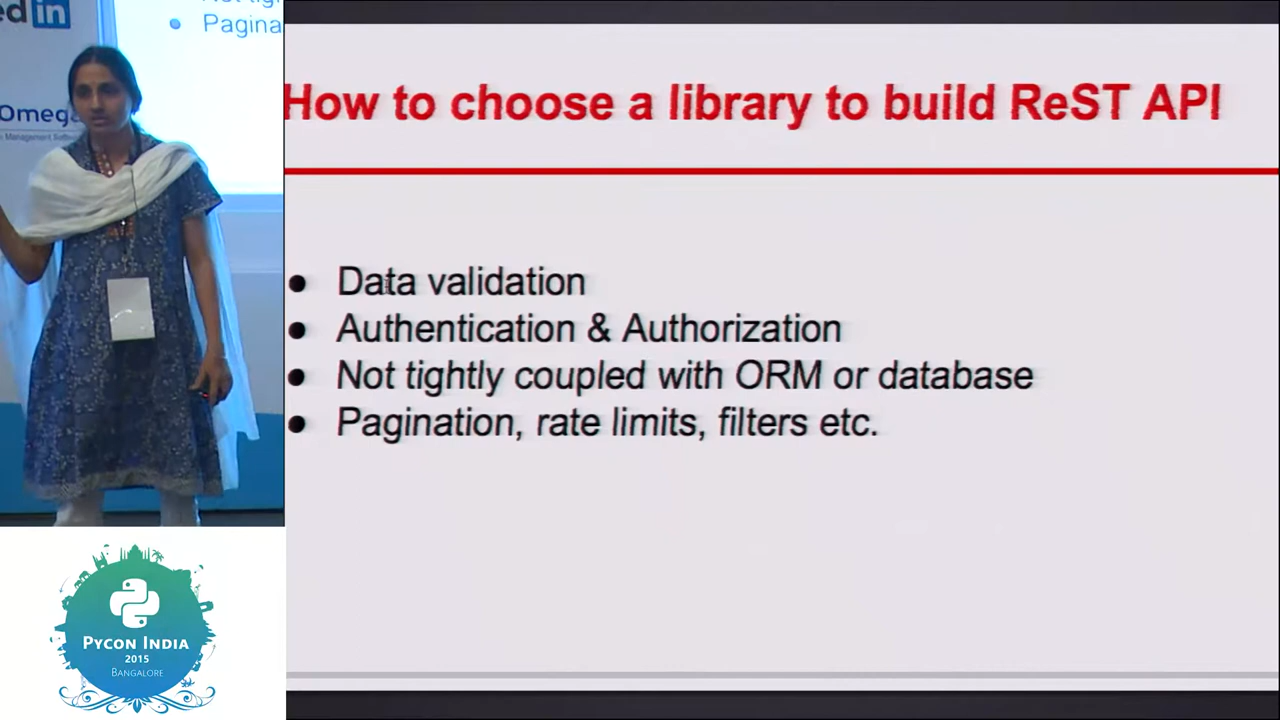 in
Pagina
Omega
How to choose a library to build ReST API
● Data validation
● Authentication & Authorization
● Not tightly coupled with ORM or database
● Pagination, rate limits, filters etc.
PYCON INDIA
2015
BANGALORE